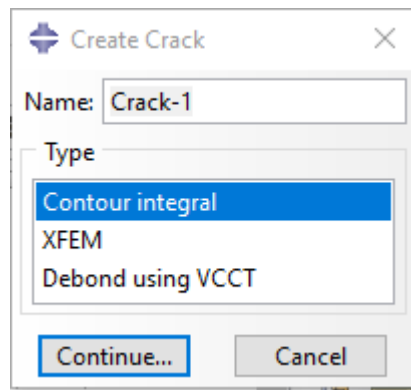 Create Crack
Name: Crack-1
Type
Contour integral
XFEM
Debond using VCCT
Continue... Cancel